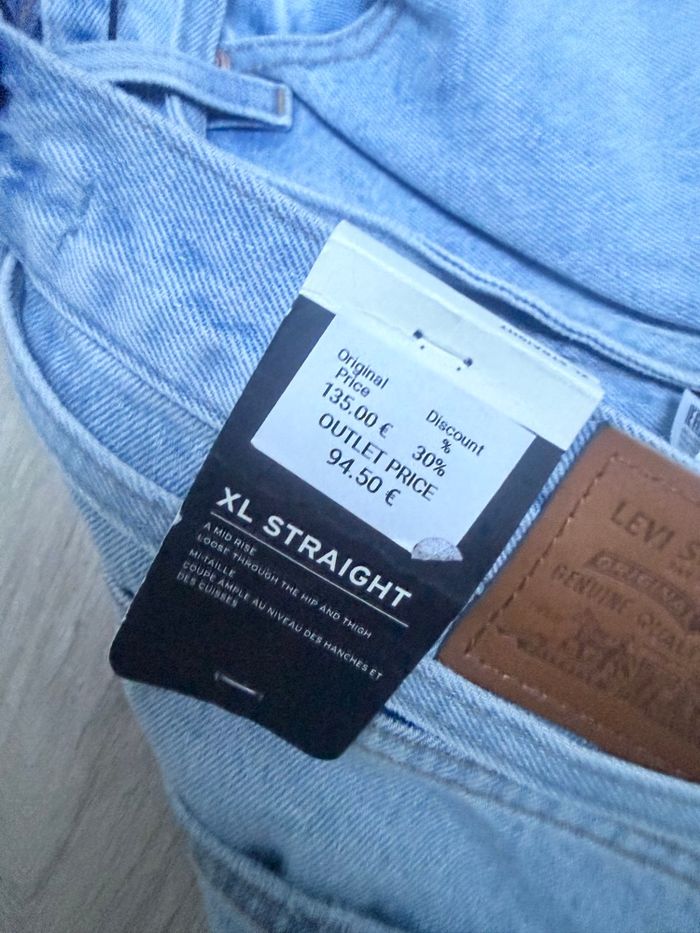 Original
Price
135.00 €
Discount
%
30%
OUTLET PRICE
94.50 €
XL STRAIGHT
A MID RISE
LOOSE THROUGH THE HIP AND THIGH
MI-TAILLE
COUPE AMPLE AU NIVEAU DES HANCHES ET
DES CUISSES
LEVI
GENUINE